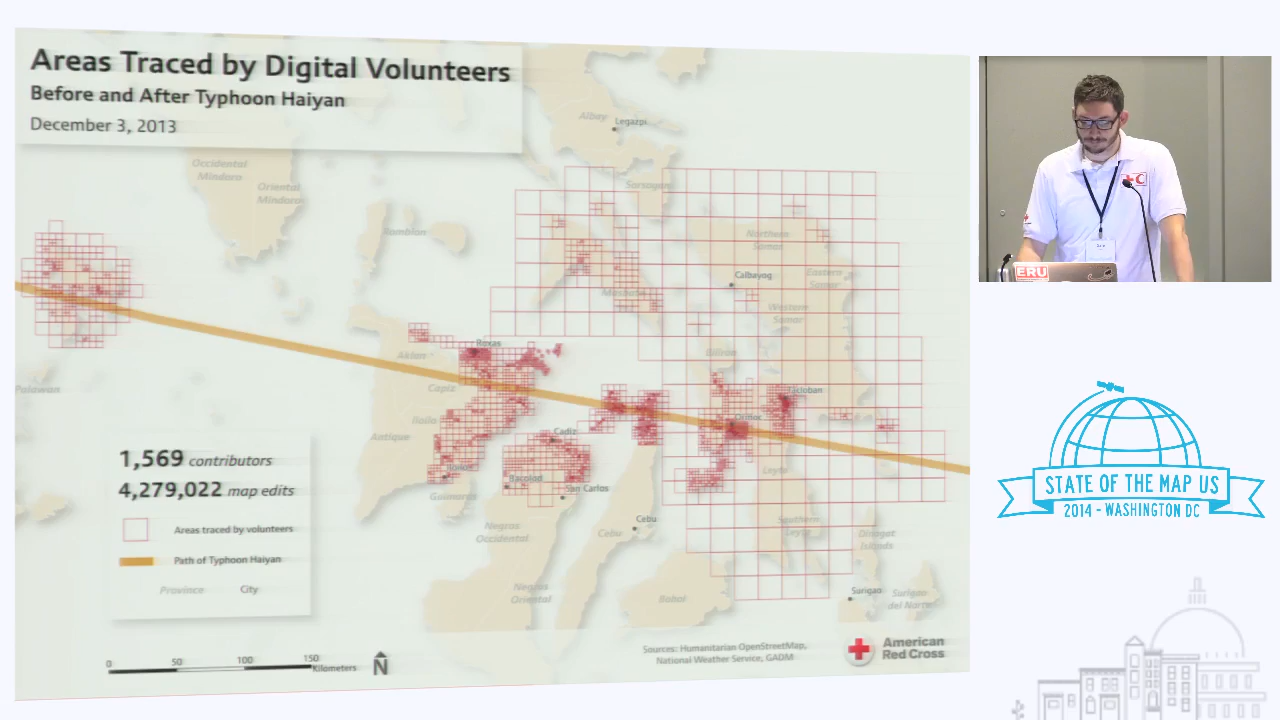 Areas Traced by Digital Volunteers
Before and After Typhoon Haiyan
December 3, 2013
Albay
Legazpi
Occidental
Mindoro
Oriental
Mindoro
Sorsogon
Romblon
Northern
Samar
Calbayog
Eastern
Samar
Masbate
Western
Samar
Roxas
Aklan
Biliran
Palawan
Capiz
Tacloban
Iloilo
Ormoc
Antique
Cadiz
Iloilo
Bacolod
San Carlos
Leyte
Guimaras
Cebu
Cebu
Negros
Occidental
Southern
Leyte
Dinagat
Islands
Negros
Oriental
Bohol
Surigao
Surigao
del Norte
1,569 contributors
4,279,022 map edits
Areas traced by volunteers
Path of Typhoon Haiyan
Province City
0 50 100 150
Kilometers
N
Sources: Humanitarian OpenStreetMap,
National Weather Service, GADM
American
Red Cross
ERU
STATE OF THE MAP US
2014 - WASHINGTON DC